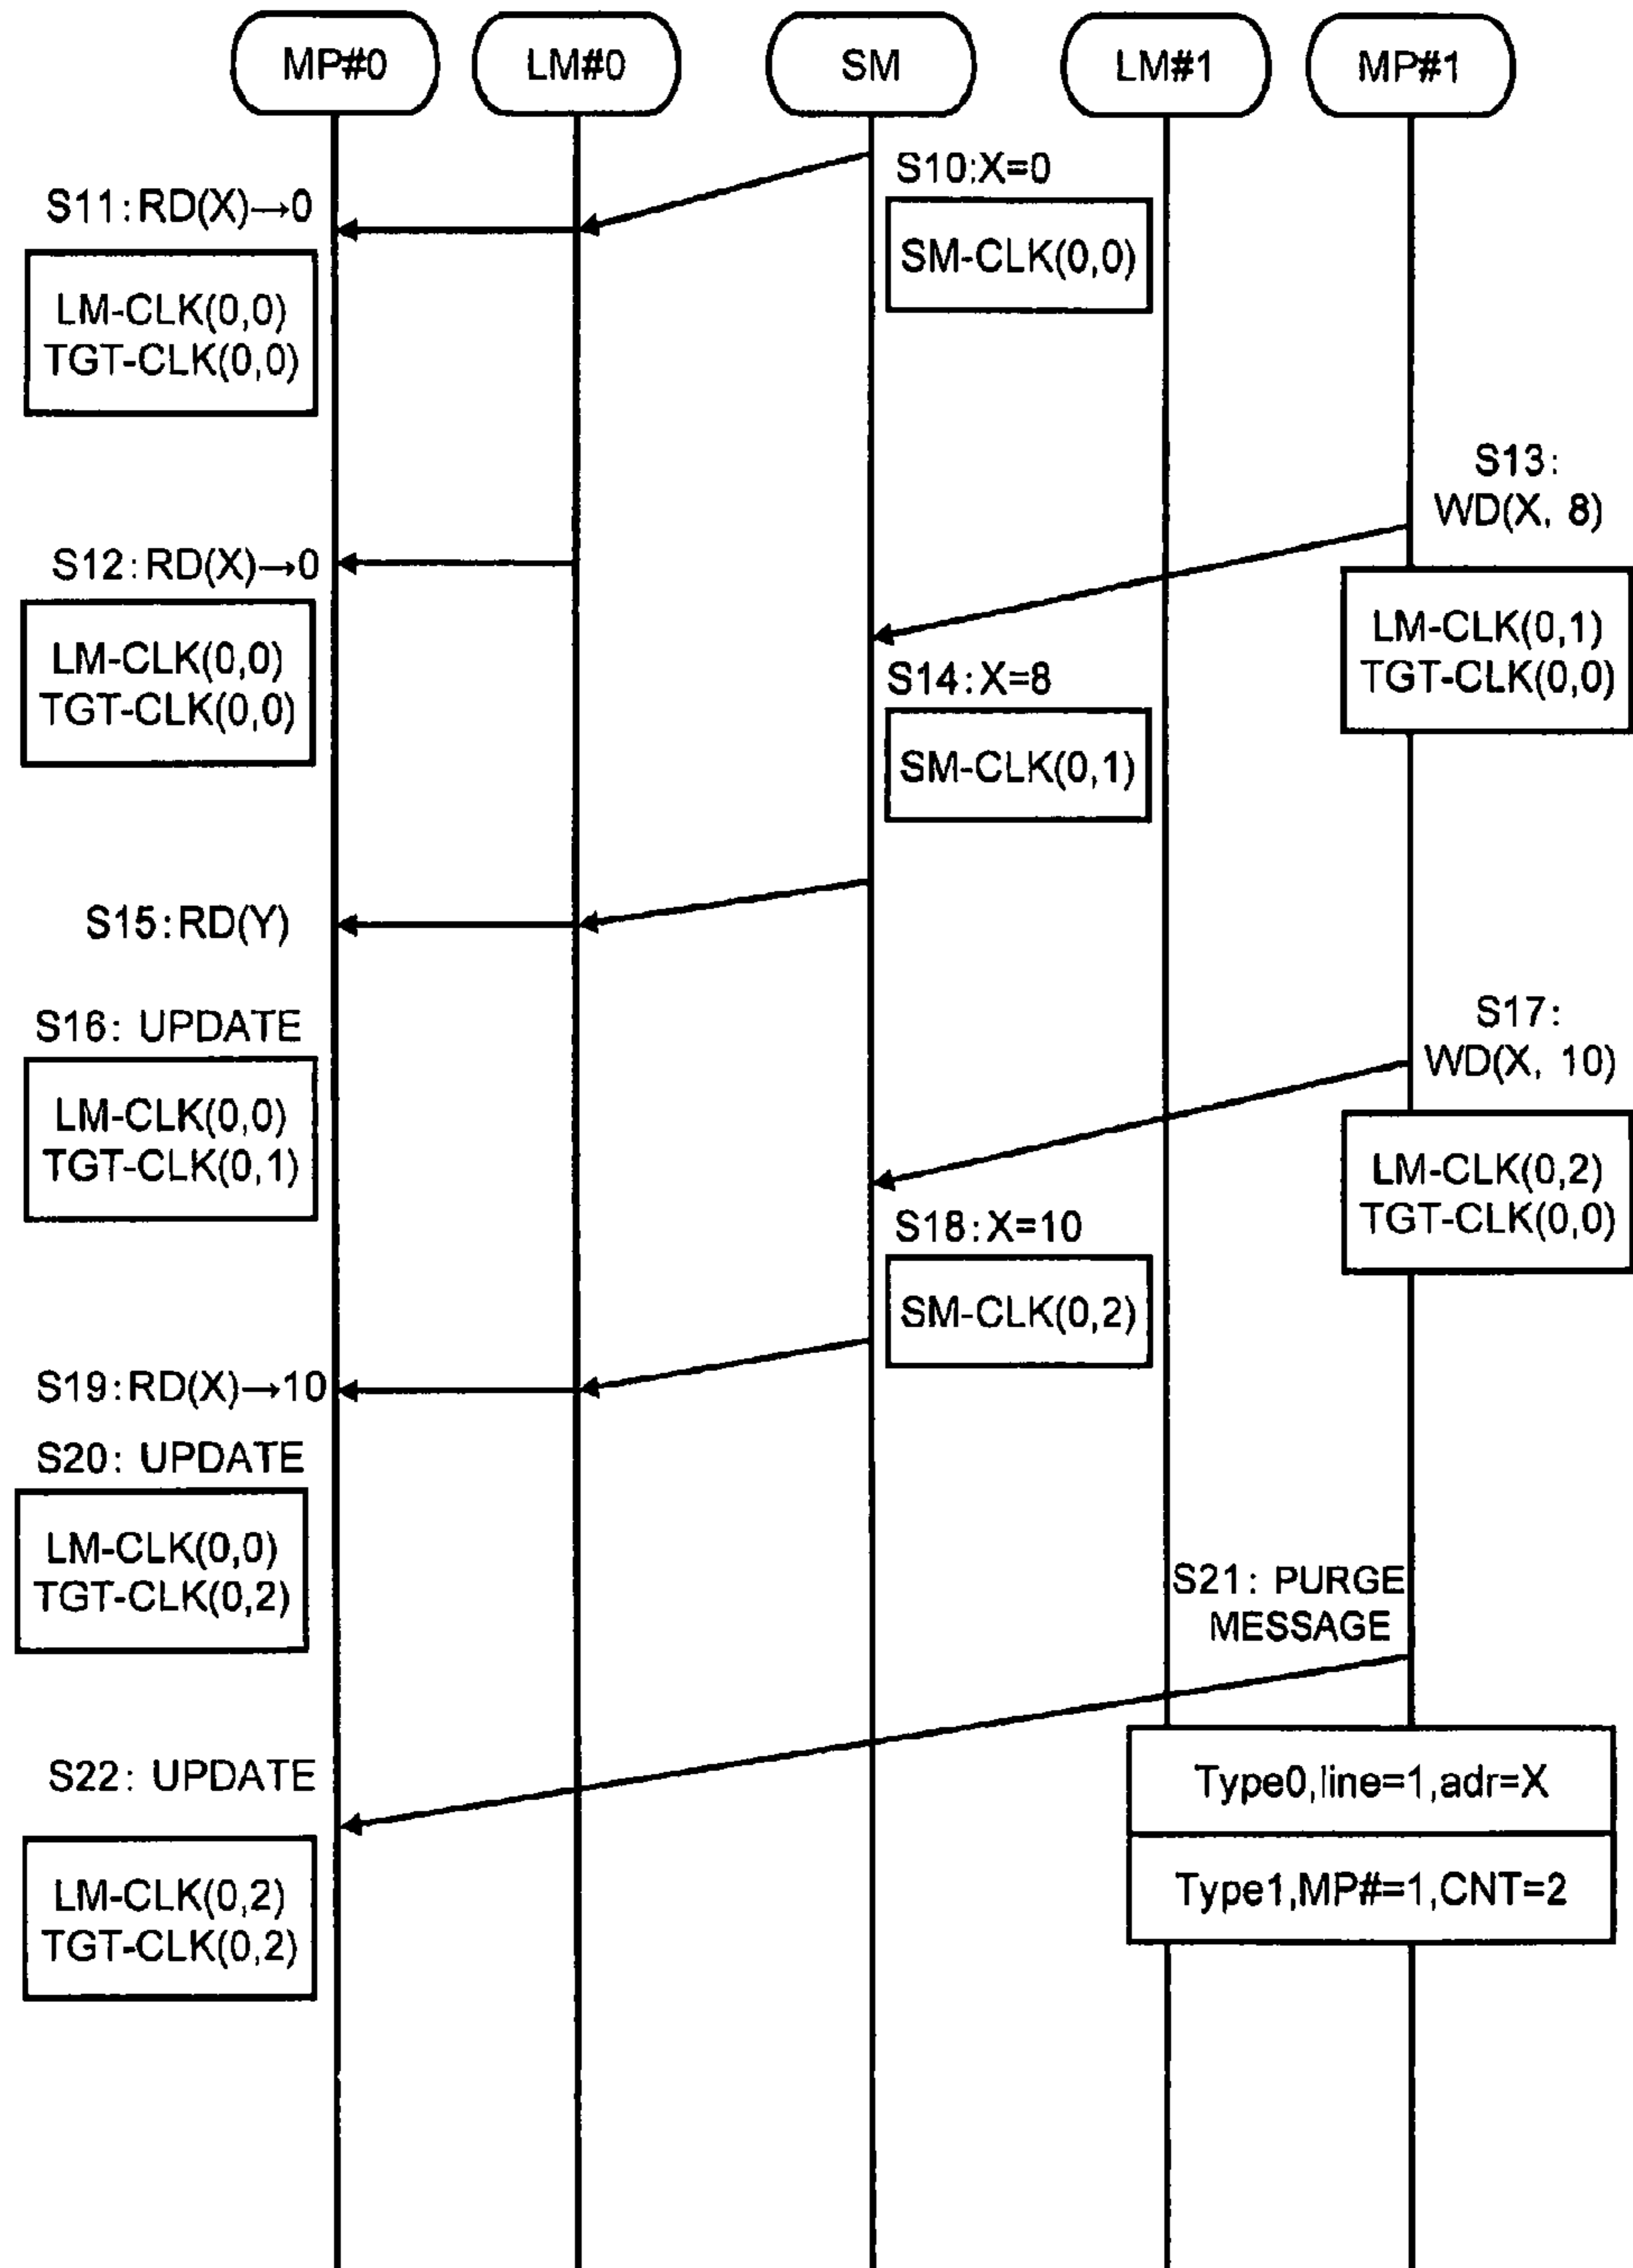 MP#0
LM#0
SM
LM#1
MP#1
S10:X=0
SM-CLK(0,0)
S11:RD(X)→0
LM-CLK(0,0)
TGT-CLK(0,0)
S13:
WD(X, 8)
LM-CLK(0,1)
TGT-CLK(0,0)
S12:RD(X)→0
LM-CLK(0,0)
TGT-CLK(0,0)
S14:X=8
SM-CLK(0,1)
S15:RD(Y)
S16: UPDATE
LM-CLK(0,0)
TGT-CLK(0,1)
S17:
WD(X, 10)
LM-CLK(0,2)
TGT-CLK(0,0)
S18:X=10
SM-CLK(0,2)
S19:RD(X)→10
S20: UPDATE
LM-CLK(0,0)
TGT-CLK(0,2)
S21: PURGE
MESSAGE
Type0,line=1,adr=X
Type1,MP#=1,CNT=2
S22: UPDATE
LM-CLK(0,2)
TGT-CLK(0,2)